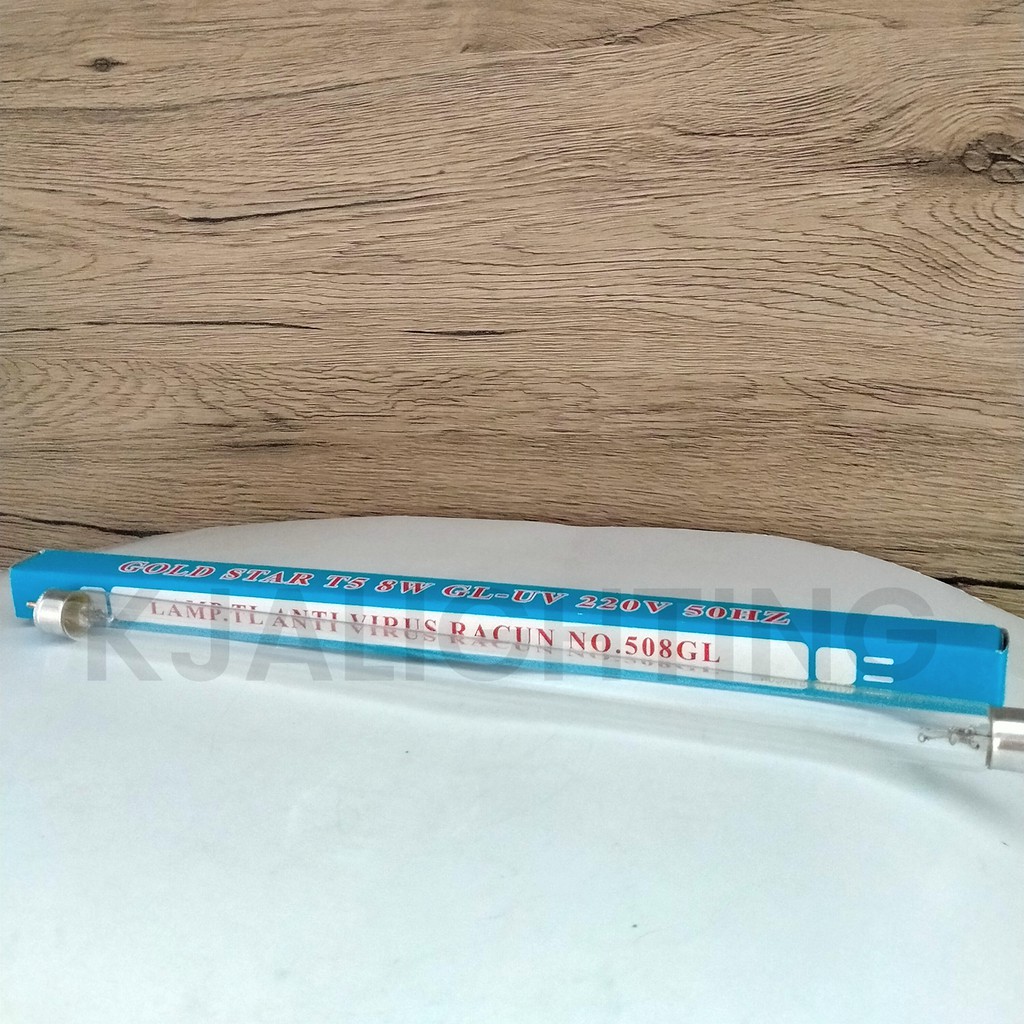 GOLD STAR T5 8W GL-UV 220V 50HZ
LAMP.TL ANTI VIRUS RACUN NO.508GL
KJALIGHTING